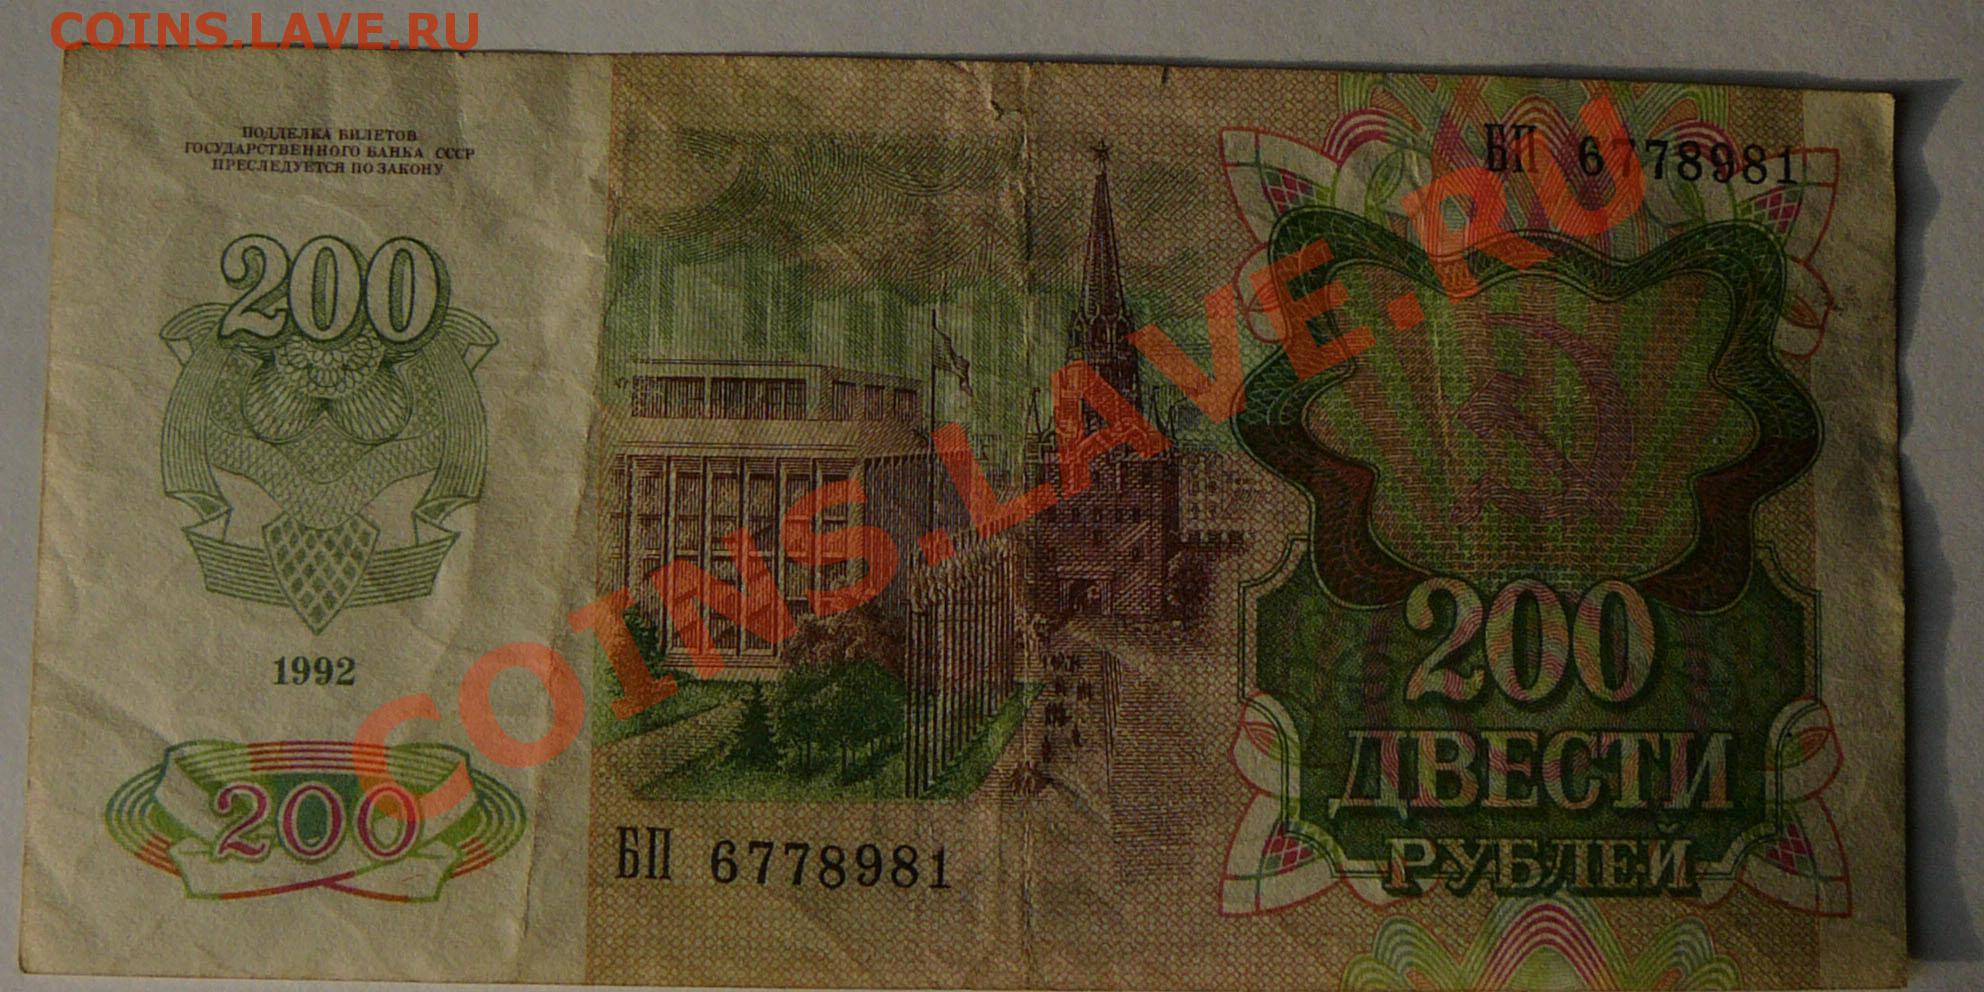 COINS.LAVE.RU
ПОДДЕЛКА БИЛЕТОВ
ГОСУДАРСТВЕННОГО БАНКА СССР
ПРЕСЛЕДУЕТСЯ ПО ЗАКОНУ
БП 6778981
200
COINS.LAVE.RU
200
ДВЕСТИ
РУБЛЕЙ
1992
200
БП 6778981